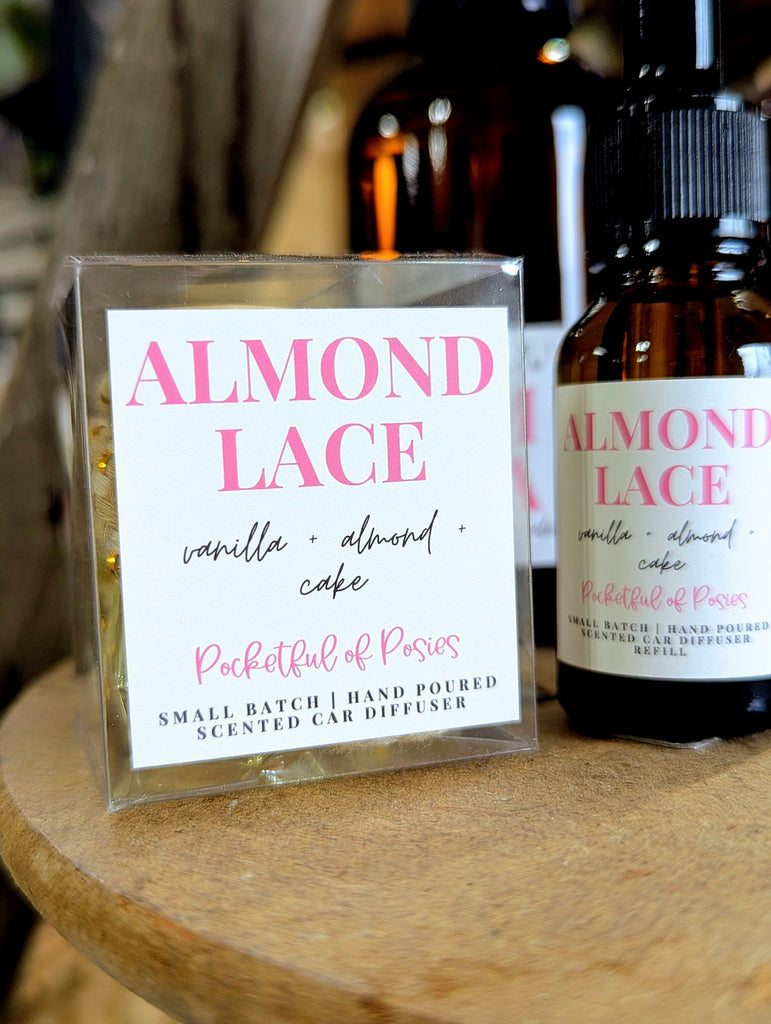 ALMOND
LACE
vanilla + almond +
cake
Pocketful of Posies
SMALL BATCH | HAND POURED
SCENTED CAR DIFFUSER
ALMOND
LACE
vanilla + almond +
cake
Pocketful of Posies
SMALL BATCH | HAND POURED
SCENTED CAR DIFFUSER
REFILL